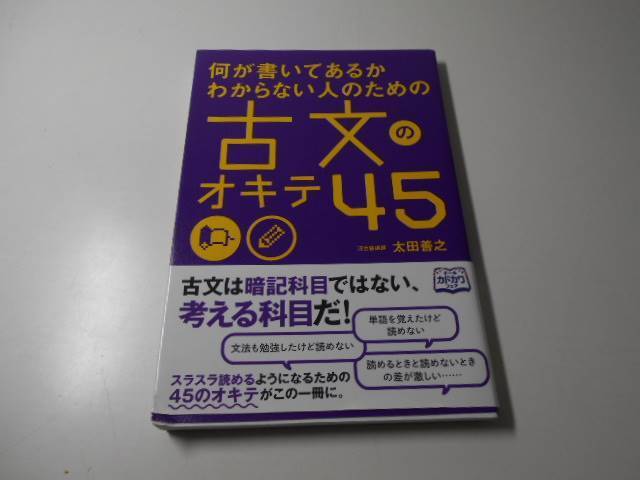 何が書いてあるか
わからない人のための
古文の
オキテ45
太田善之
古文は暗記科目ではない、
考える科目だ!
カドカワ
単語を覚えたけど
読めない
文法も勉強したけど読めない
読めるときと読めないとき
の差が激しい……
スラスラ読めるようになるための
45のオキテがこの一冊に。